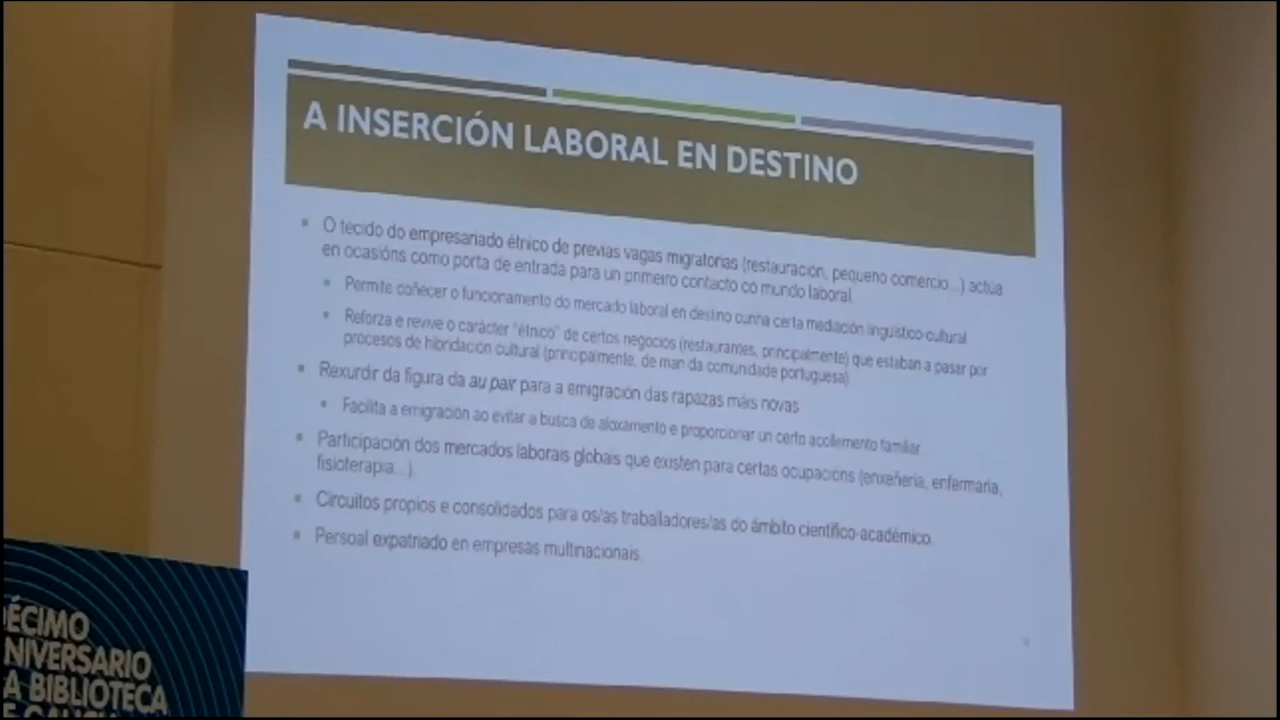 A INSERCIÓN LABORAL EN DESTINO
O tecido do empresariado étnico de previas vagas migratorias (restauración, pequeno comercio...) actúa
en ocasións como porta de entrada para un primeiro contacto co mundo laboral.
Permite coñecer o funcionamento do mercado laboral en destino cunha certa mediación lingüístico-cultural
Reforza e revive o carácter "étnico" de certos negocios (restaurantes, principalmente) que estaban a pasar por
procesos de hibridación cultural (principalmente, de man da comunidade portuguesa)
Rexurdir da figura da au pair para a emigración das rapazas máis novas
Facilita a emigración ao evitar a busca de aloxamento e proporcionar un certo acollemento familiar
Participación dos mercados laborais globais que existen para certas ocupacións (enxeñería, enfermaría,
fisioterapia...).
Circuítos propios e consolidados para os/as traballadores/as do ámbito científico-académico.
Persoal expatriado en empresas multinacionais
ÉCIMO
NIVERSARIO
A BIBLIOTECA